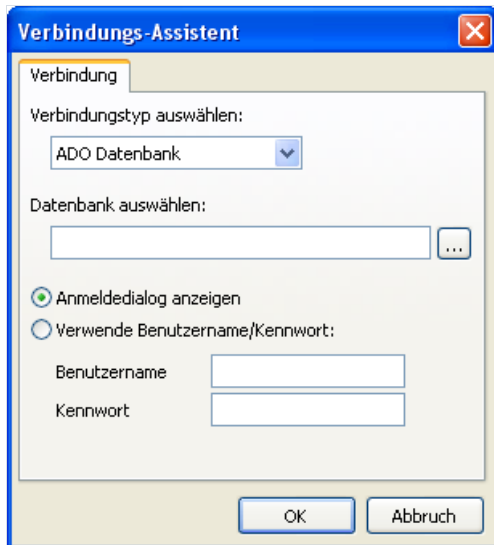 Verbindungs-Assistent
Verbindung
Verbindungstyp auswählen:
ADO Datenbank
Datenbank auswählen:
...
Anmeldedialog anzeigen
Verwende Benutzername/Kennwort:
Benutzername
Kennwort
OK Abbruch